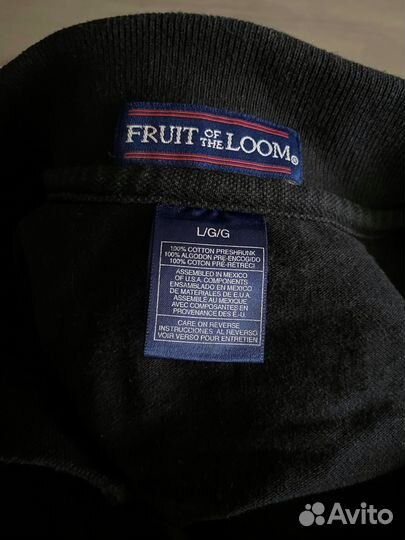 FRUIT OF THE LOOM®
L/G/G
100% COTTON PRESHRUNK
100% ALGODON PRE-ENCOGIDO
100% COTON PRÉ-RÉTRÉCI
ASSEMBLED IN MEXICO
OF U.S.A. COMPONENTS
ENSAMBLADO EN MEXICO
DE MATERIALES DE E.U.A.
ASSEMBLÉ AU MEXIQUE
AVEC COMPOSANTES EN
PROVENANCE DES É-U.
CARE ON REVERSE
INSTRUCCIONES AL REVERSO
VOIR VERSO POUR ENTRETIEN
Avito